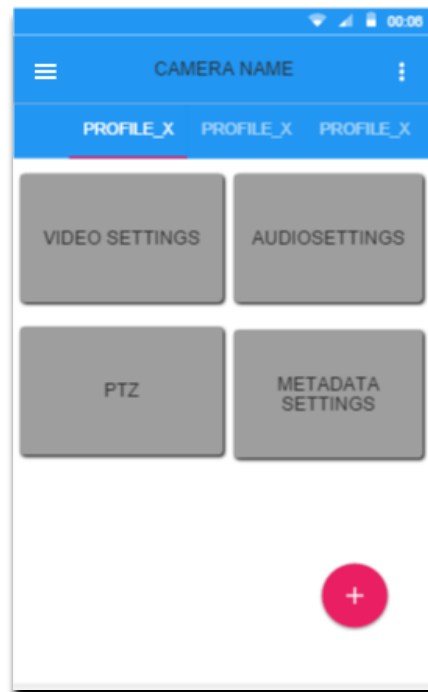 00:06
CAMERA NAME
PROFILE_X PROFILE_X PROFILE_X
VIDEO SETTINGS AUDIOSETTINGS
PTZ
METADATA
SETTINGS
+